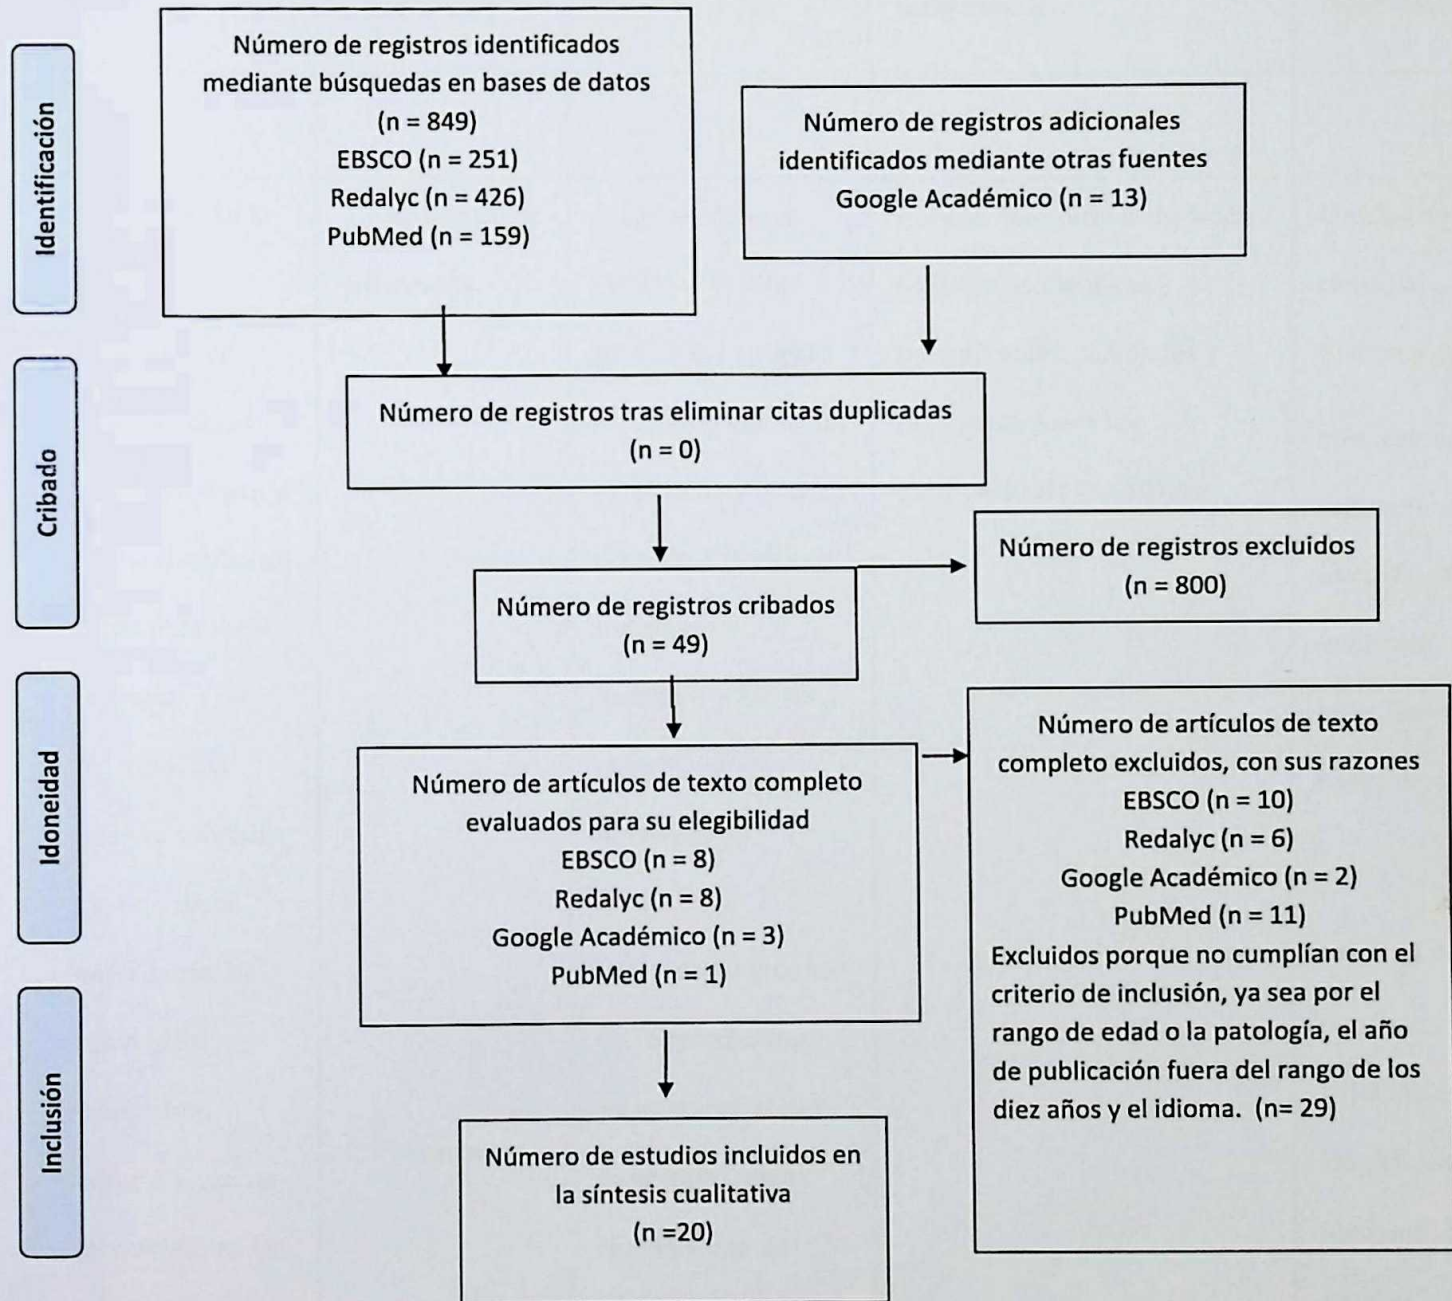 Identificación
Número de registros identificados
mediante búsquedas en bases de datos
(n = 849)
EBSCO (n = 251)
Redalyc (n = 426)
PubMed (n = 159)
Número de registros adicionales
identificados mediante otras fuentes
Google Académico (n = 13)
Cribado
Número de registros tras eliminar citas duplicadas
(n = 0)
Número de registros cribados
(n = 49)
Número de registros excluidos
(n = 800)
Idoneidad
Número de artículos de texto completo
evaluados para su elegibilidad
EBSCO (n = 8)
Redalyc (n = 8)
Google Académico (n = 3)
PubMed (n = 1)
Número de artículos de texto
completo excluidos, con sus razones
EBSCO (n = 10)
Redalyc (n = 6)
Google Académico (n = 2)
PubMed (n = 11)
Excluidos porque no cumplían con el
criterio de inclusión, ya sea por el
rango de edad o la patología, el año
de publicación fuera del rango de los
diez años y el idioma. (n= 29)
Inclusión
Número de estudios incluidos en
la síntesis cualitativa
(n =20)